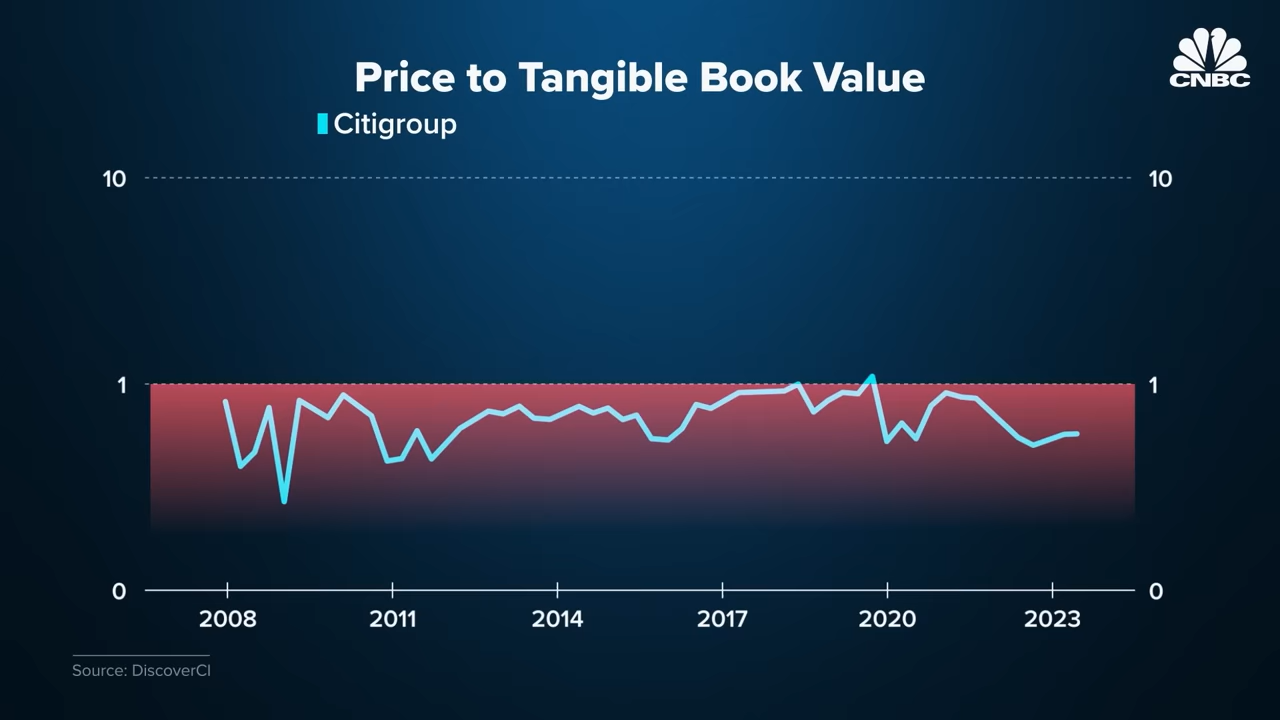 CNBC
Price to Tangible Book Value
Citigroup
10 10
1 1
0 0
2008 2011 2014 2017 2020 2023
Source: DiscoverCI